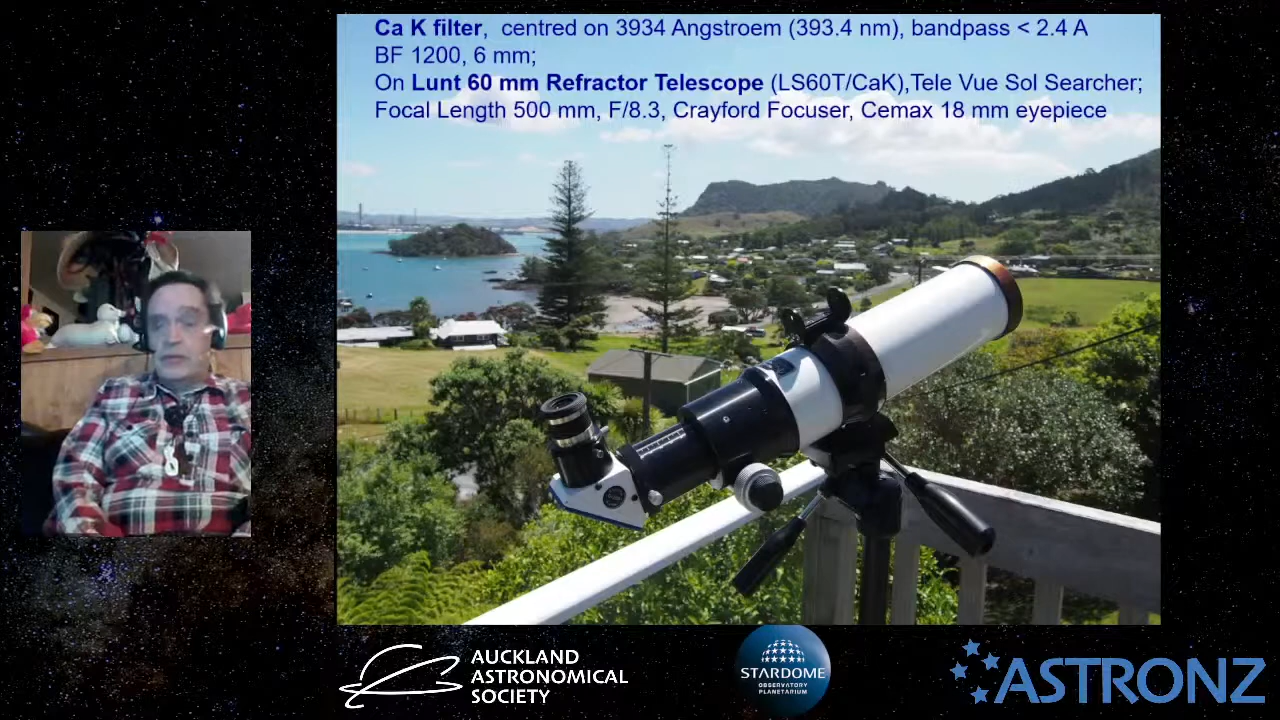 Ca K filter, centred on 3934 Angstroem (393.4 nm), bandpass < 2.4 A
BF 1200, 6 mm;
On Lunt 60 mm Refractor Telescope (LS60T/CaK),Tele Vue Sol Searcher;
Focal Length 500 mm, F/8.3, Crayford Focuser, Cemax 18 mm eyepiece
AUCKLAND
ASTRONOMICAL
SOCIETY
STARDOME
OBSERVATORY
PLANETARIUM
ASTRONZ